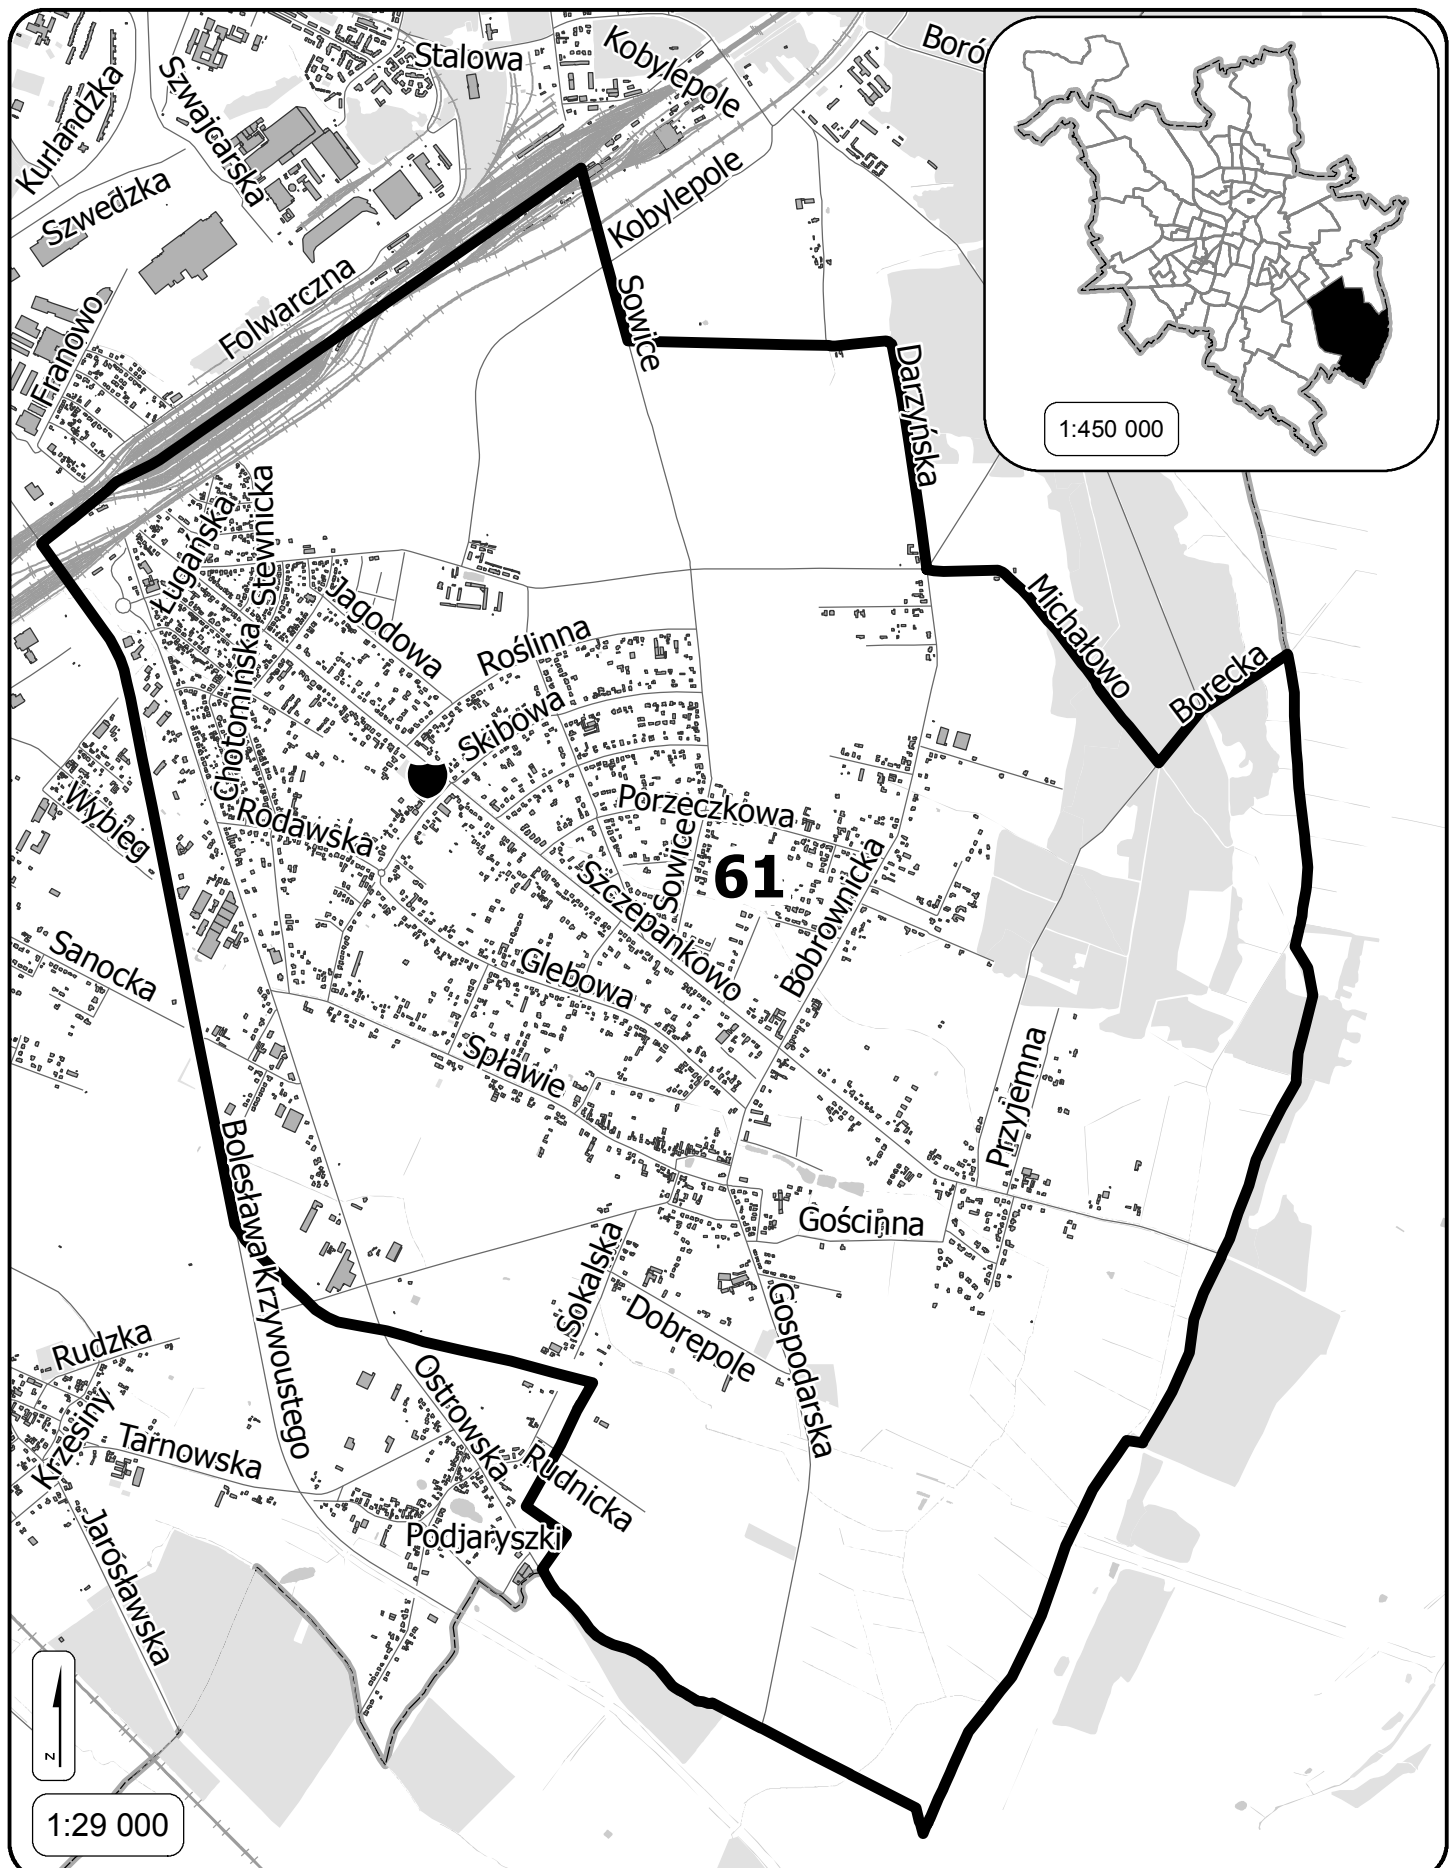 Stalowa
Kobylepole
Boró
Kurlandzka
Szwajcarska
Szwedzka
Kobylepole
Folwarczna
Franowo
Sowice
Darzyńska
1:450 000
Ługańska
Stewnicka
Jagodowa
Roślinna
Michałowo
Borecka
Chotomińska
Skibowa
Wybieg
Rodawska
Porzeczkowa
Sowice
61
Szczepankowo
Bobrownicka
Sanocka
Glebowa
Spławie
Przyjemna
Bolesława Krzywoustego
Gościnna
Sokalska
Dobrepole
Gospodarska
Rudzka
Krzesiny
Tarnowska
Ostrowska
Rudnicka
Podjaryszki
Jarosławska
N
1:29 000